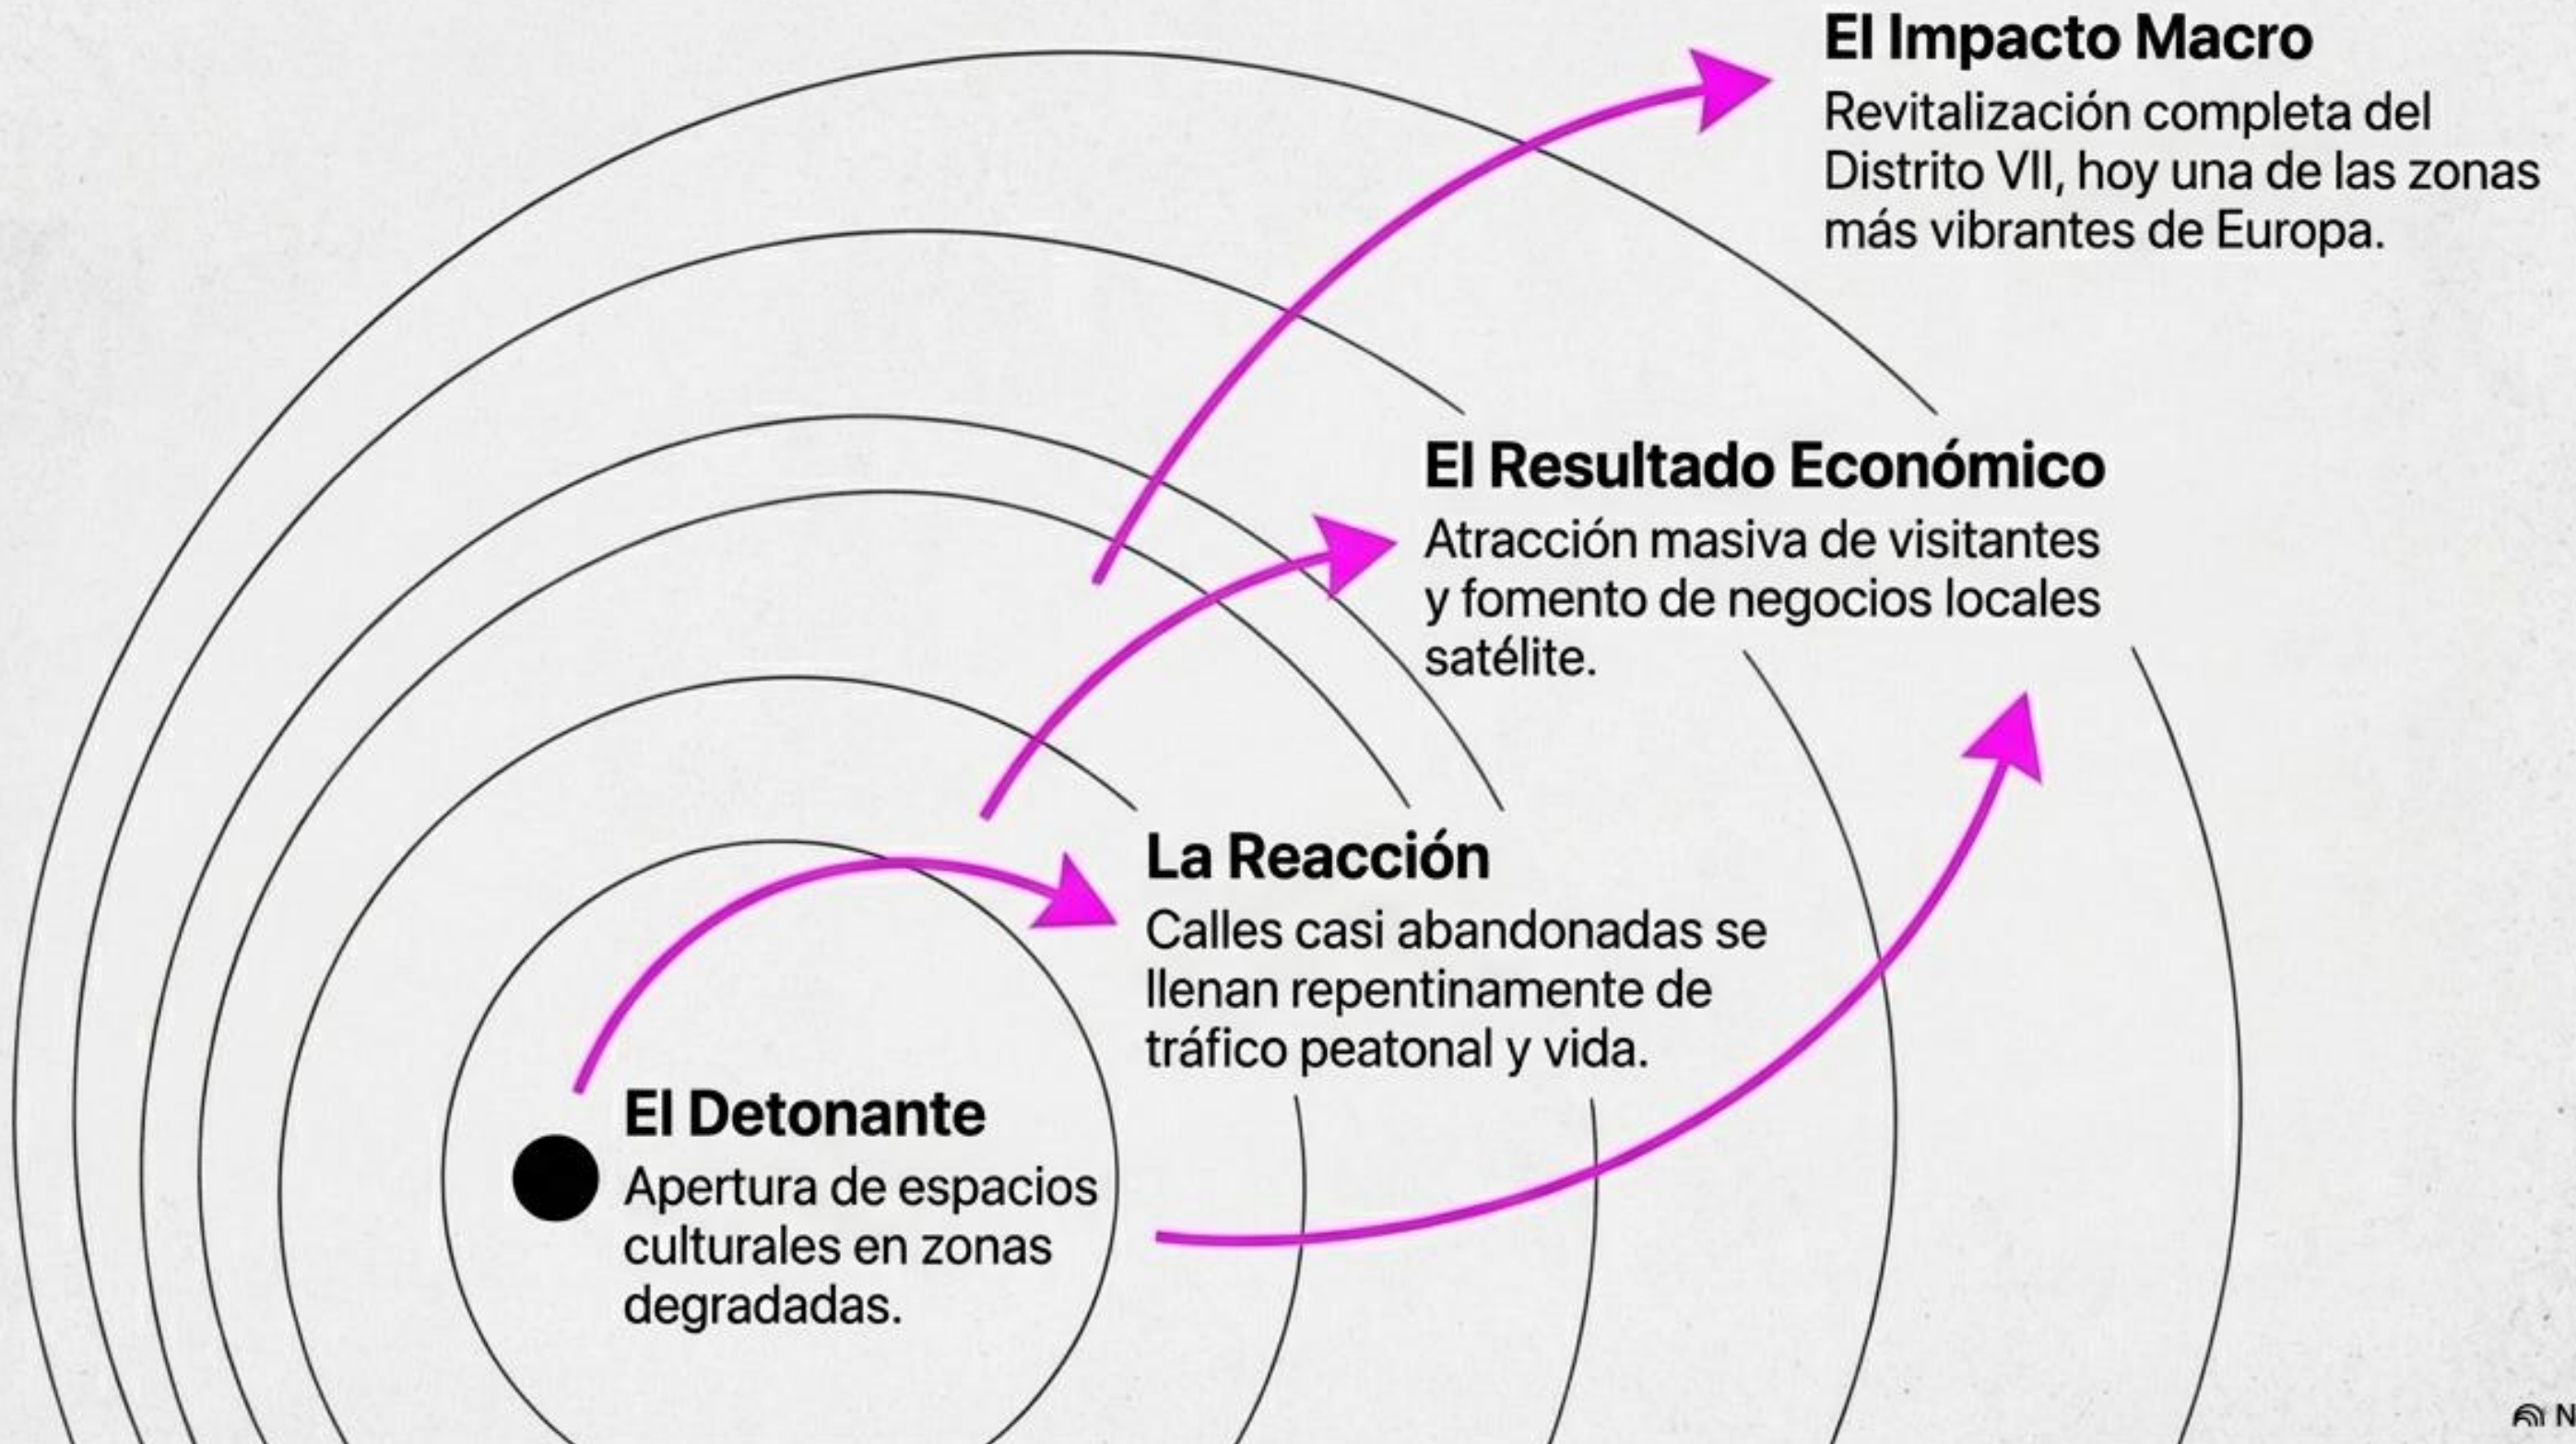 El Impacto Macro
Revitalización completa del
Distrito VII, hoy una de las zonas
más vibrantes de Europa.
El Resultado Económico
Atracción masiva de visitantes
y fomento de negocios locales
satélite.
La Reacción
Calles casi abandonadas se
llenan repentinamente de
tráfico peatonal y vida.
El Detonante
Apertura de espacios
culturales en zonas
degradadas.